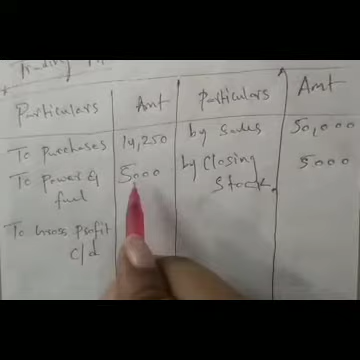 Trading
Particulars Amt Particulars Amt
To Purchases 14,250 by sales 50,000
To Power & fuel 5000 by Closing Stock. 5000
To Gross profit c/d